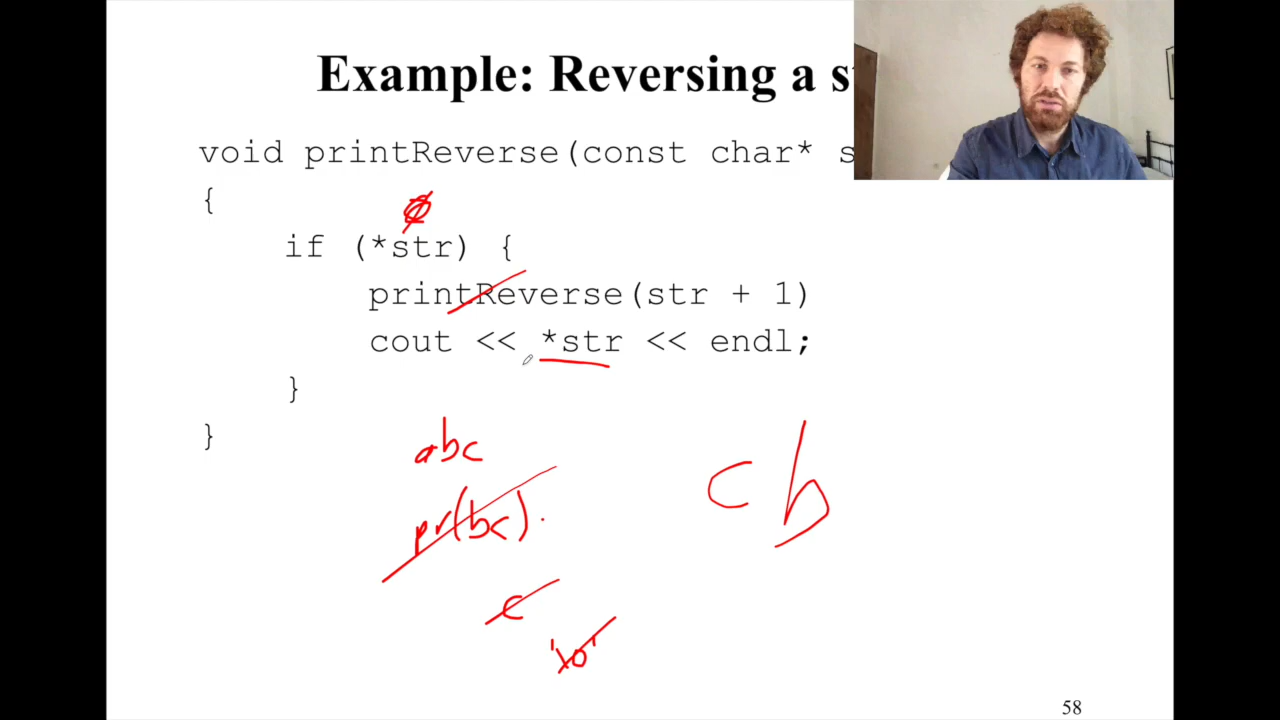 Example: Reversing a s
void printReverse(const char* s
{
0
if (*str) {
printReverse(str + 1)
cout << *str << endl;
}
}
abc
pr(bc).
c b
c
'\0'
58